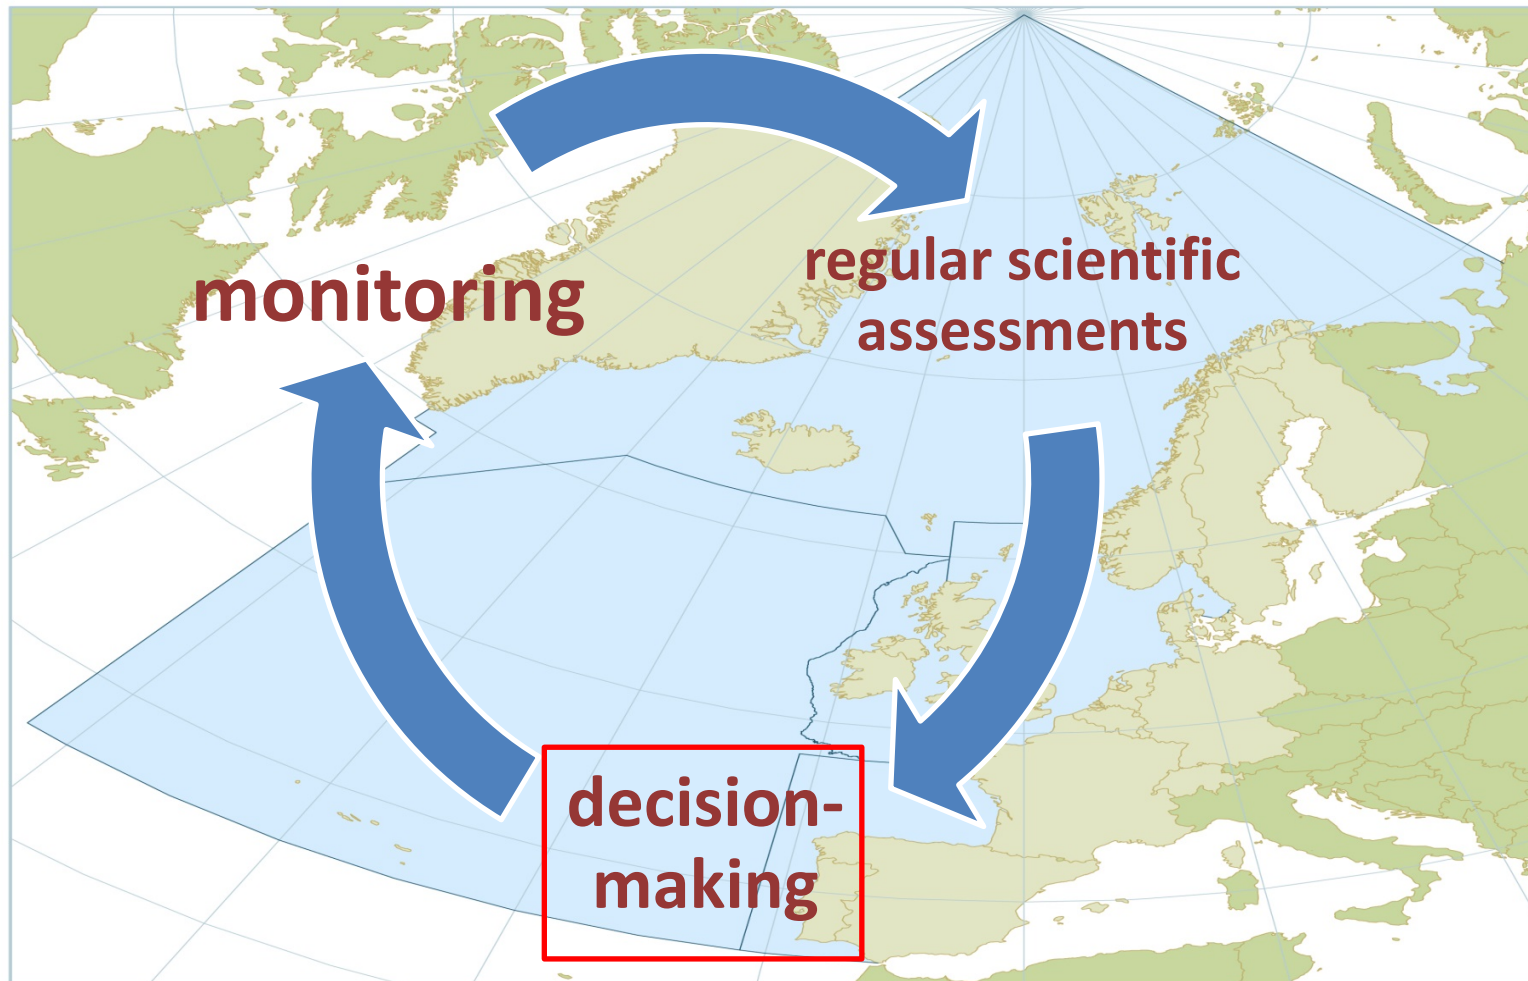 monitoring
regular scientific
assessments
decision-
making